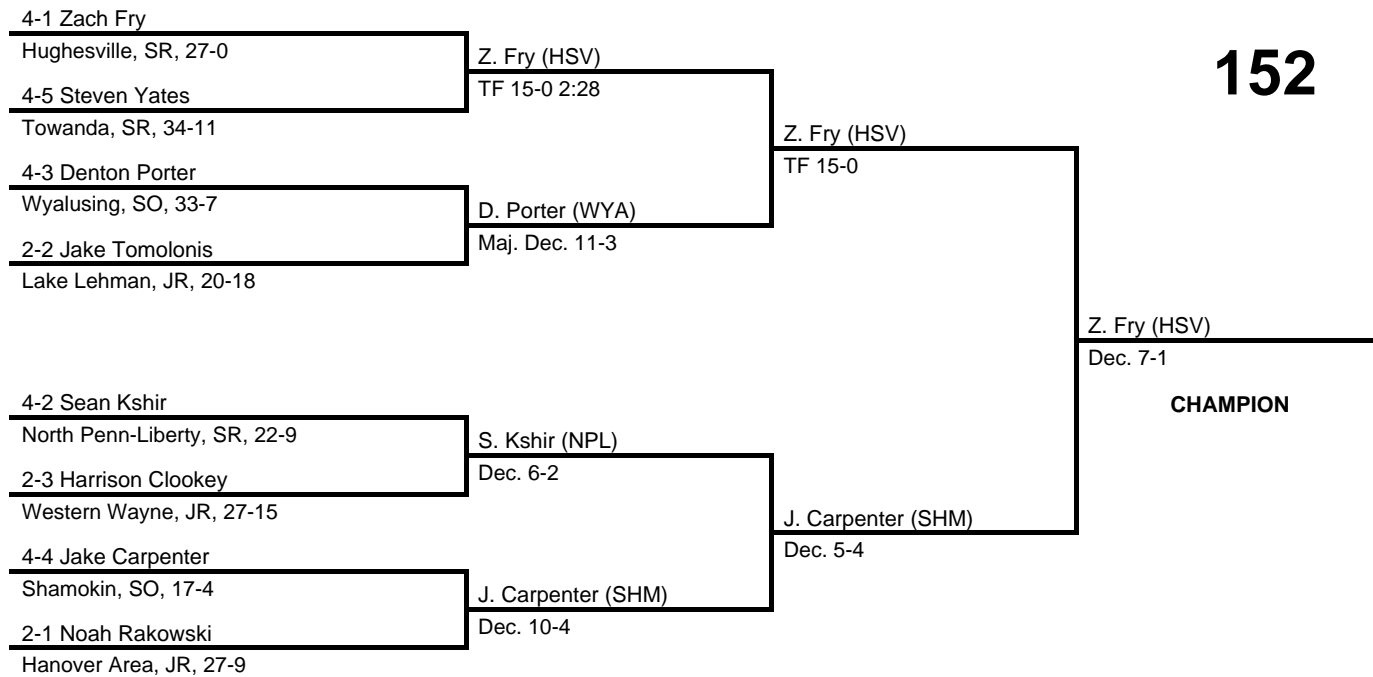 152
4-1 Zach Fry
Hughesville, SR, 27-0
4-5 Steven Yates
Towanda, SR, 34-11
4-3 Denton Porter
Wyalusing, SO, 33-7
2-2 Jake Tomolonis
Lake Lehman, JR, 20-18
4-2 Sean Kshir
North Penn-Liberty, SR, 22-9
2-3 Harrison Clookey
Western Wayne, JR, 27-15
4-4 Jake Carpenter
Shamokin, SO, 17-4
2-1 Noah Rakowski
Hanover Area, JR, 27-9
Z. Fry (HSV)
TF 15-0 2:28
D. Porter (WYA)
Maj. Dec. 11-3
S. Kshir (NPL)
Dec. 6-2
J. Carpenter (SHM)
Dec. 10-4
Z. Fry (HSV)
TF 15-0
J. Carpenter (SHM)
Dec. 5-4
Z. Fry (HSV)
Dec. 7-1
CHAMPION